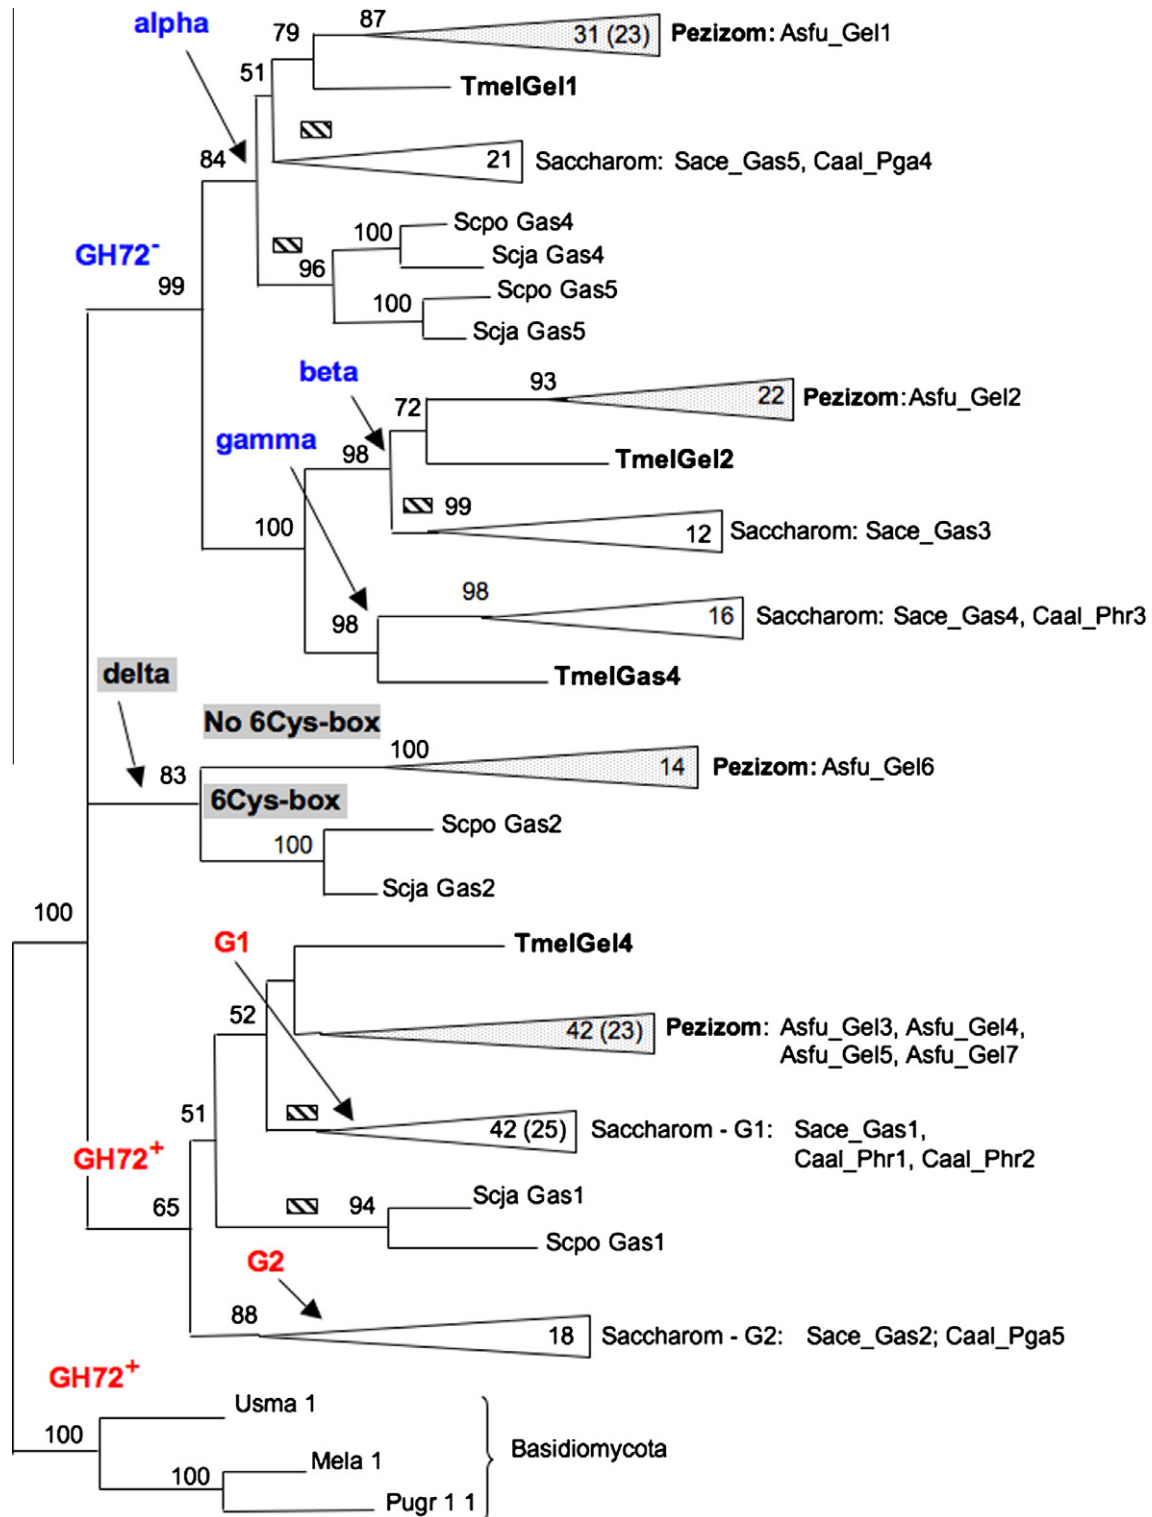 alpha
79
87
31 (23)
Pezizom: Asfu_Gel1
51
TmelGel1
84
21
Saccharom: Sace_Gas5, Caal_Pga4
Scpo Gas4
100
Scja Gas4
GH72-
96
99
Scpo Gas5
100
Scja Gas5
beta
93
22
Pezizom: Asfu_Gel2
72
gamma
98
TmelGel2
99
100
12
Saccharom: Sace_Gas3
98
98
16
Saccharom: Sace_Gas4, Caal_Phr3
delta
TmelGas4
No 6Cys-box
100
83
14
Pezizom: Asfu_Gel6
6Cys-box
Scpo Gas2
100
Scja Gas2
100
G1
TmelGel4
52
42 (23)
Pezizom: Asfu_Gel3, Asfu_Gel4,
Asfu_Gel5, Asfu_Gel7
51
42 (25)
Saccharom - G1: Sace_Gas1,
Caal_Phr1, Caal_Phr2
GH72+
65
94
Scja Gas1
Scpo Gas1
G2
88
18
Saccharom - G2: Sace_Gas2; Caal_Pga5
GH72+
Usma 1
100
Basidiomycota
Mela 1
100
Pugr 1 1